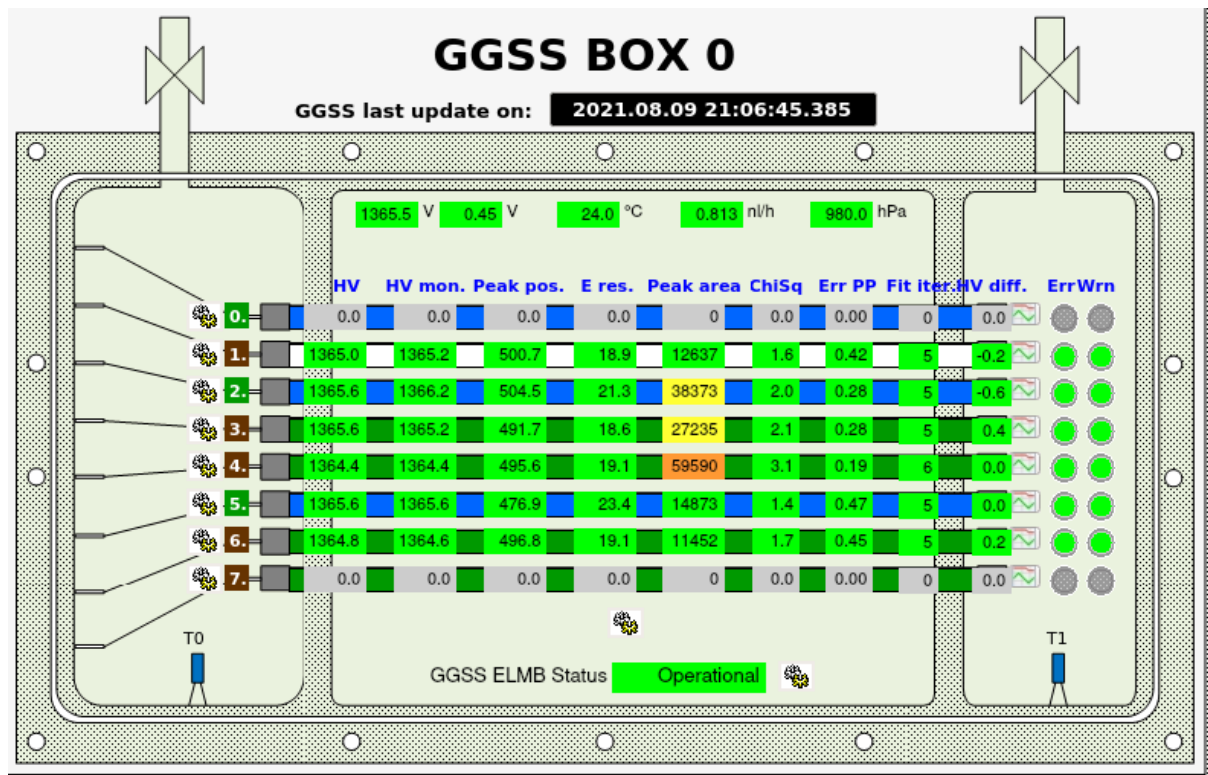 GGSS BOX 0
GGSS last update on: 2021.08.09 21:06:45.385
1365.5 V 0.45 V 24.0 °C 0.813 nl/h 980.0 hPa
HV HV mon. Peak pos. E res. Peak area ChiSq Err PP Fit iter. HV diff. Err Wrn
0. 0.0 0.0 0.0 0.0 0 0.0 0.00 0 0.0
1. 1365.0 1365.2 500.7 18.9 12637 1.6 0.42 5 -0.2
2. 1365.6 1366.2 504.5 21.3 38373 2.0 0.28 5 -0.6
3. 1365.6 1365.2 491.7 18.6 27235 2.1 0.28 5 0.4
4. 1364.4 1364.4 495.6 19.1 59590 3.1 0.19 6 0.0
5. 1365.6 1365.6 476.9 23.4 14873 1.4 0.47 5 0.0
6. 1364.8 1364.6 496.8 19.1 11452 1.7 0.45 5 0.2
7. 0.0 0.0 0.0 0.0 0 0.0 0.00 0 0.0
T0 T1
GGSS ELMB Status Operational